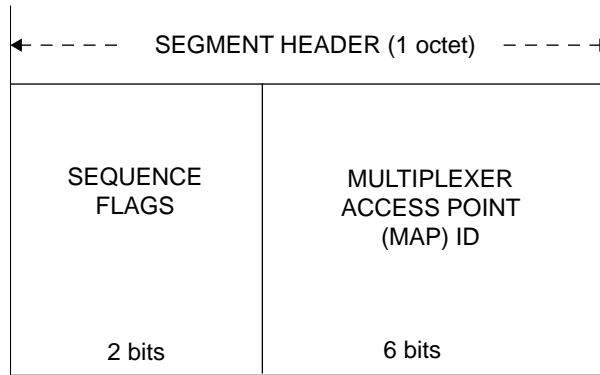 SEGMENT HEADER (1 octet)
SEQUENCE
FLAGS
MULTIPLEXER
ACCESS POINT
(MAP) ID
2 bits
6 bits